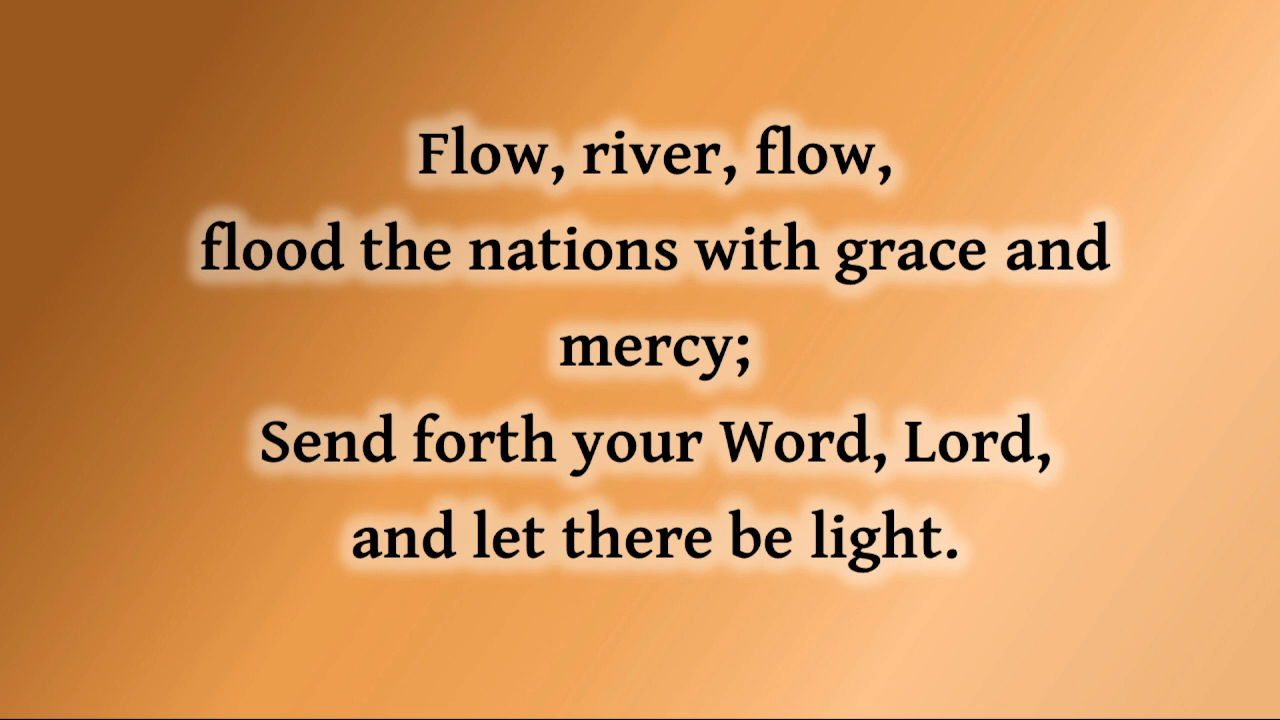 Flow, river, flow,
flood the nations with grace and
mercy;
Send forth your Word, Lord,
and let there be light.